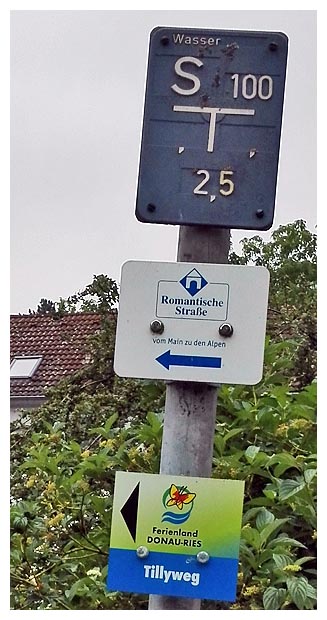 Wasser
S 100
2,5
Romantische
Straße
vom Main zu den Alpen
Ferienland
DONAU-RIES
Tillyweg